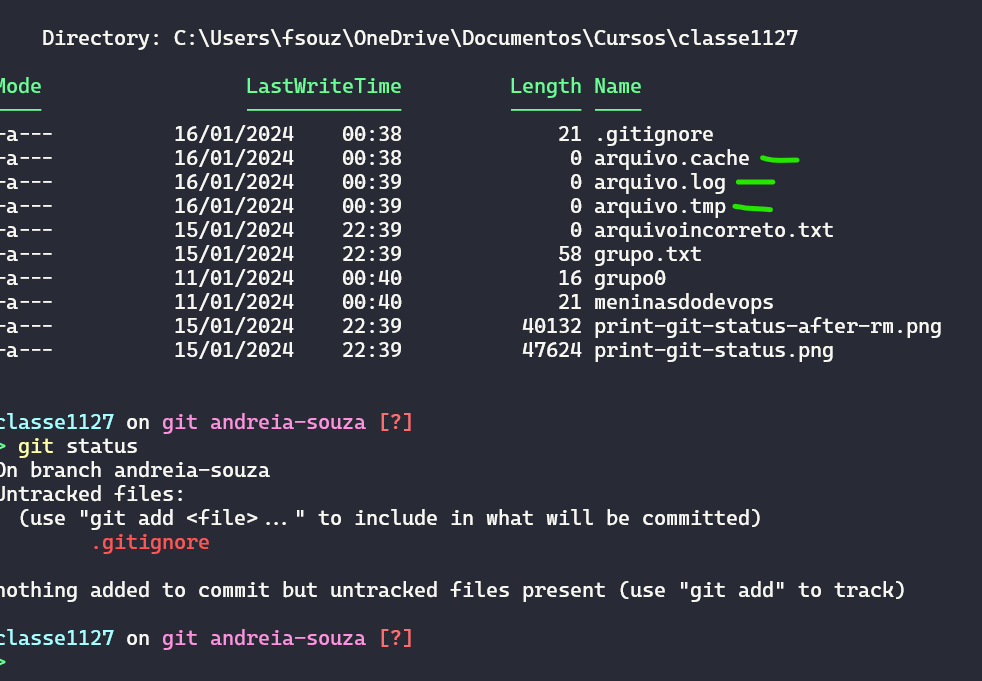 Directory: C:\Users\fsouz\OneDrive\Documentos\Cursos\classe1127
Mode LastWriteTime Length Name
-a--- 16/01/2024 00:38 21 .gitignore
-a--- 16/01/2024 00:38 0 arquivo.cache
-a--- 16/01/2024 00:39 0 arquivo.log
-a--- 16/01/2024 00:39 0 arquivo.tmp
-a--- 15/01/2024 22:39 0 arquivoincorreto.txt
-a--- 15/01/2024 22:39 58 grupo.txt
-a--- 11/01/2024 00:40 16 grupo0
-a--- 11/01/2024 00:40 21 meninasdodevops
-a--- 15/01/2024 22:39 40132 print-git-status-after-rm.png
-a--- 15/01/2024 22:39 47624 print-git-status.png
classe1127 on git andreia-souza [?]
> git status
On branch andreia-souza
Untracked files:
(use "git add <file>..." to include in what will be committed)
.gitignore
nothing added to commit but untracked files present (use "git add" to track)
classe1127 on git andreia-souza [?]
>